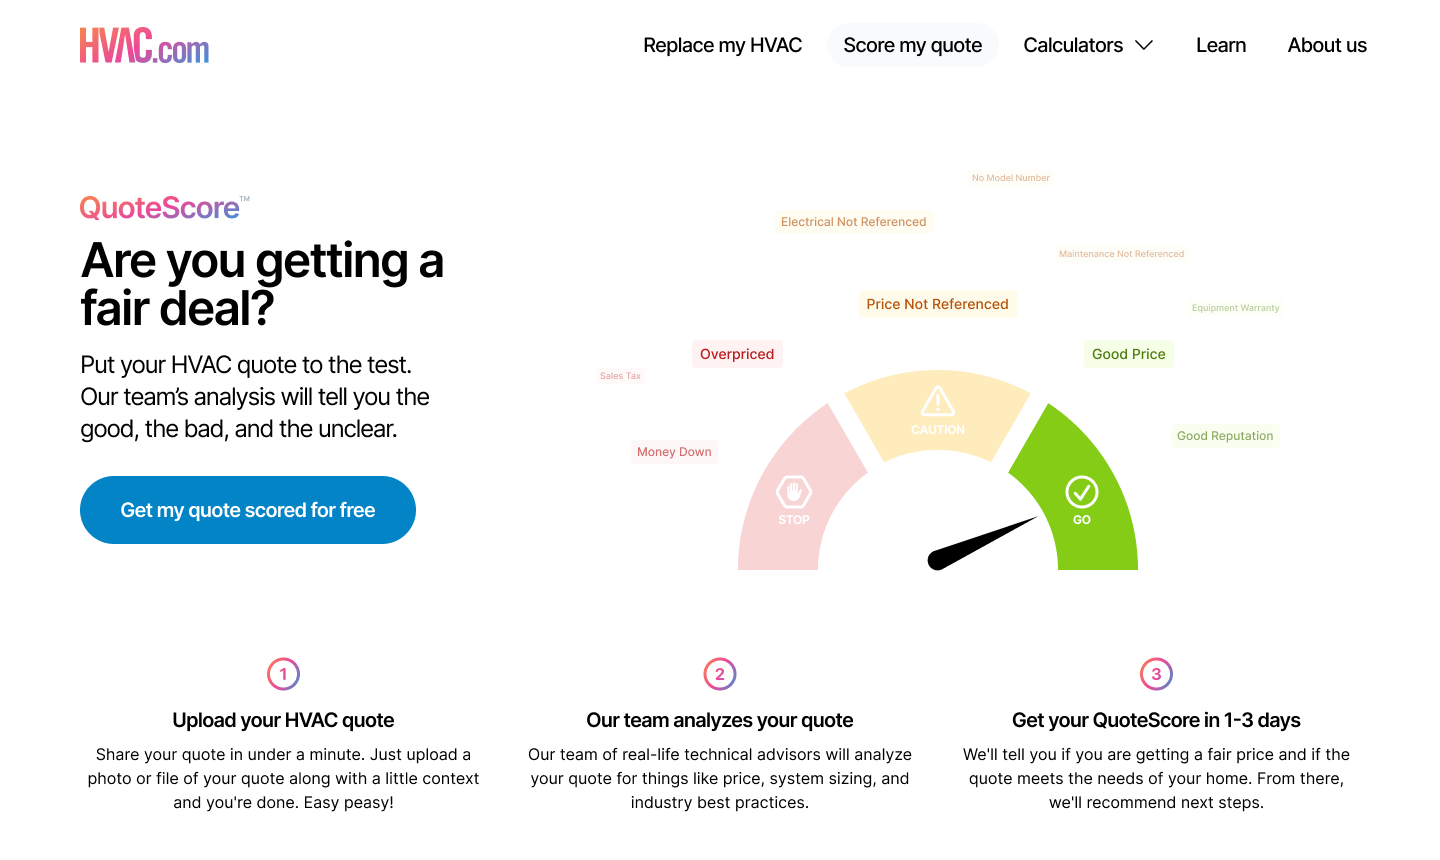 HVAC.com
Replace my HVAC
Score my quote
Calculators
Learn
About us
QuoteScore™
Are you getting a
fair deal?
Put your HVAC quote to the test.
Our team’s analysis will tell you the
good, the bad, and the unclear.
Get my quote scored for free
No Model Number
Electrical Not Referenced
Maintenance Not Referenced
Price Not Referenced
Equipment Warranty
Overpriced
Good Price
Sales Tax
Money Down
Good Reputation
CAUTION
STOP
GO
1
Upload your HVAC quote
Share your quote in under a minute. Just upload a
photo or file of your quote along with a little context
and you're done. Easy peasy!
2
Our team analyzes your quote
Our team of real-life technical advisors will analyze
your quote for things like price, system sizing, and
industry best practices.
3
Get your QuoteScore in 1-3 days
We'll tell you if you are getting a fair price and if the
quote meets the needs of your home. From there,
we'll recommend next steps.